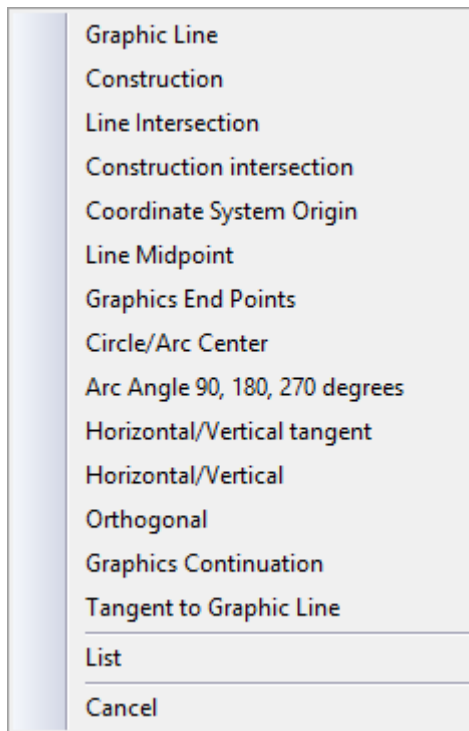 Graphic Line
Construction
Line Intersection
Construction intersection
Coordinate System Origin
Line Midpoint
Graphics End Points
Circle/Arc Center
Arc Angle 90, 180, 270 degrees
Horizontal/Vertical tangent
Horizontal/Vertical
Orthogonal
Graphics Continuation
Tangent to Graphic Line
List
Cancel